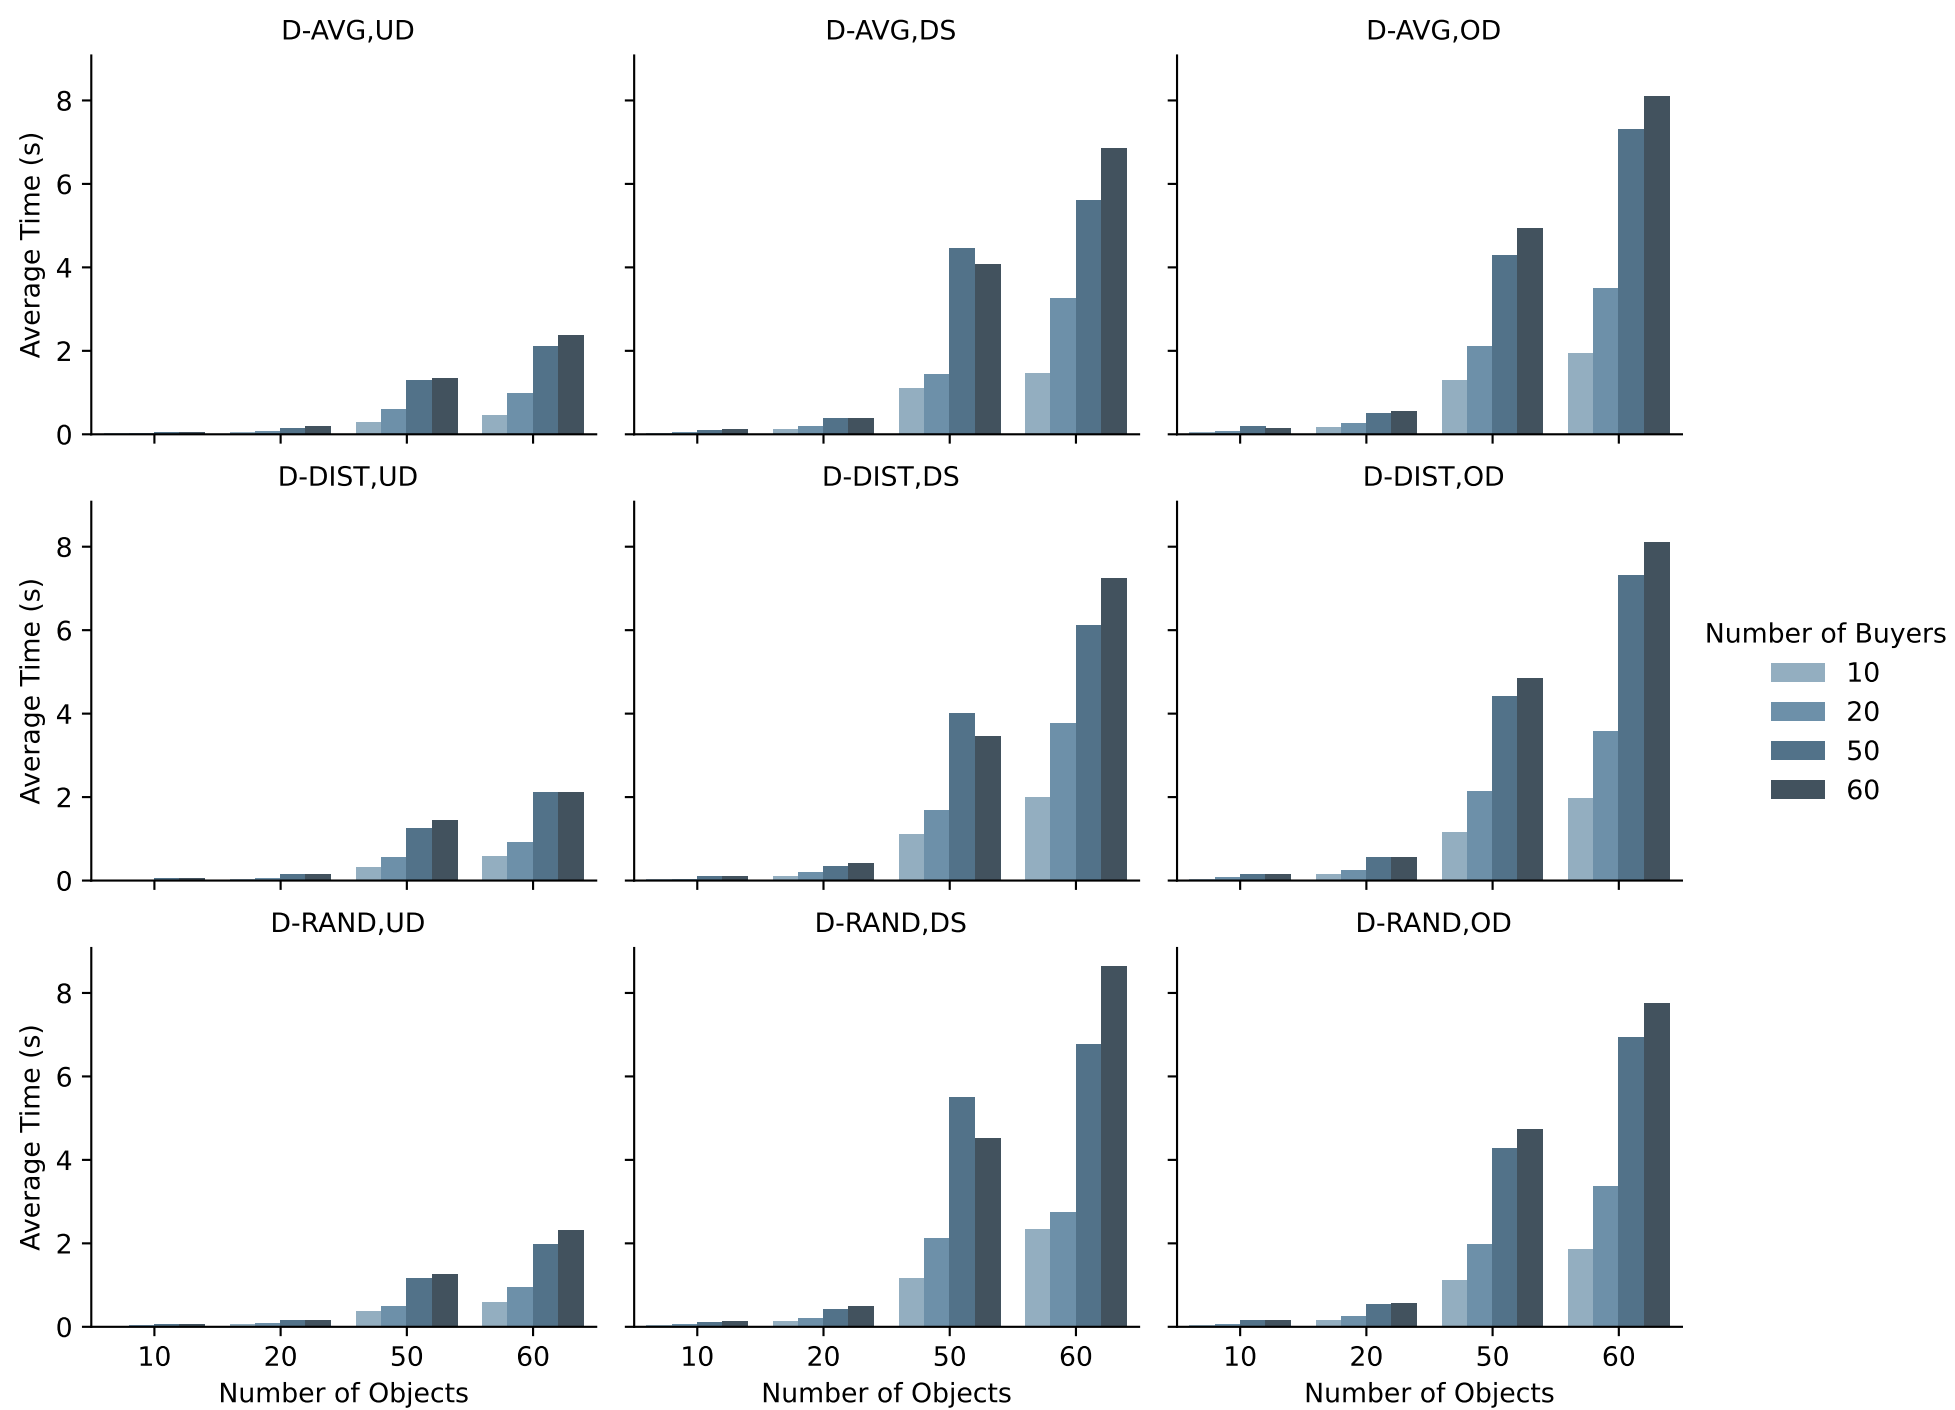 D-AVG,UD
D-AVG,DS
D-AVG,OD
Average Time (s)
8
6
4
2
0
D-DIST,UD
D-DIST,DS
D-DIST,OD
Average Time (s)
8
6
4
2
0
Number of Buyers
10
20
50
60
D-RAND,UD
D-RAND,DS
D-RAND,OD
Average Time (s)
8
6
4
2
0
10 20 50 60
10 20 50 60
10 20 50 60
Number of Objects
Number of Objects
Number of Objects